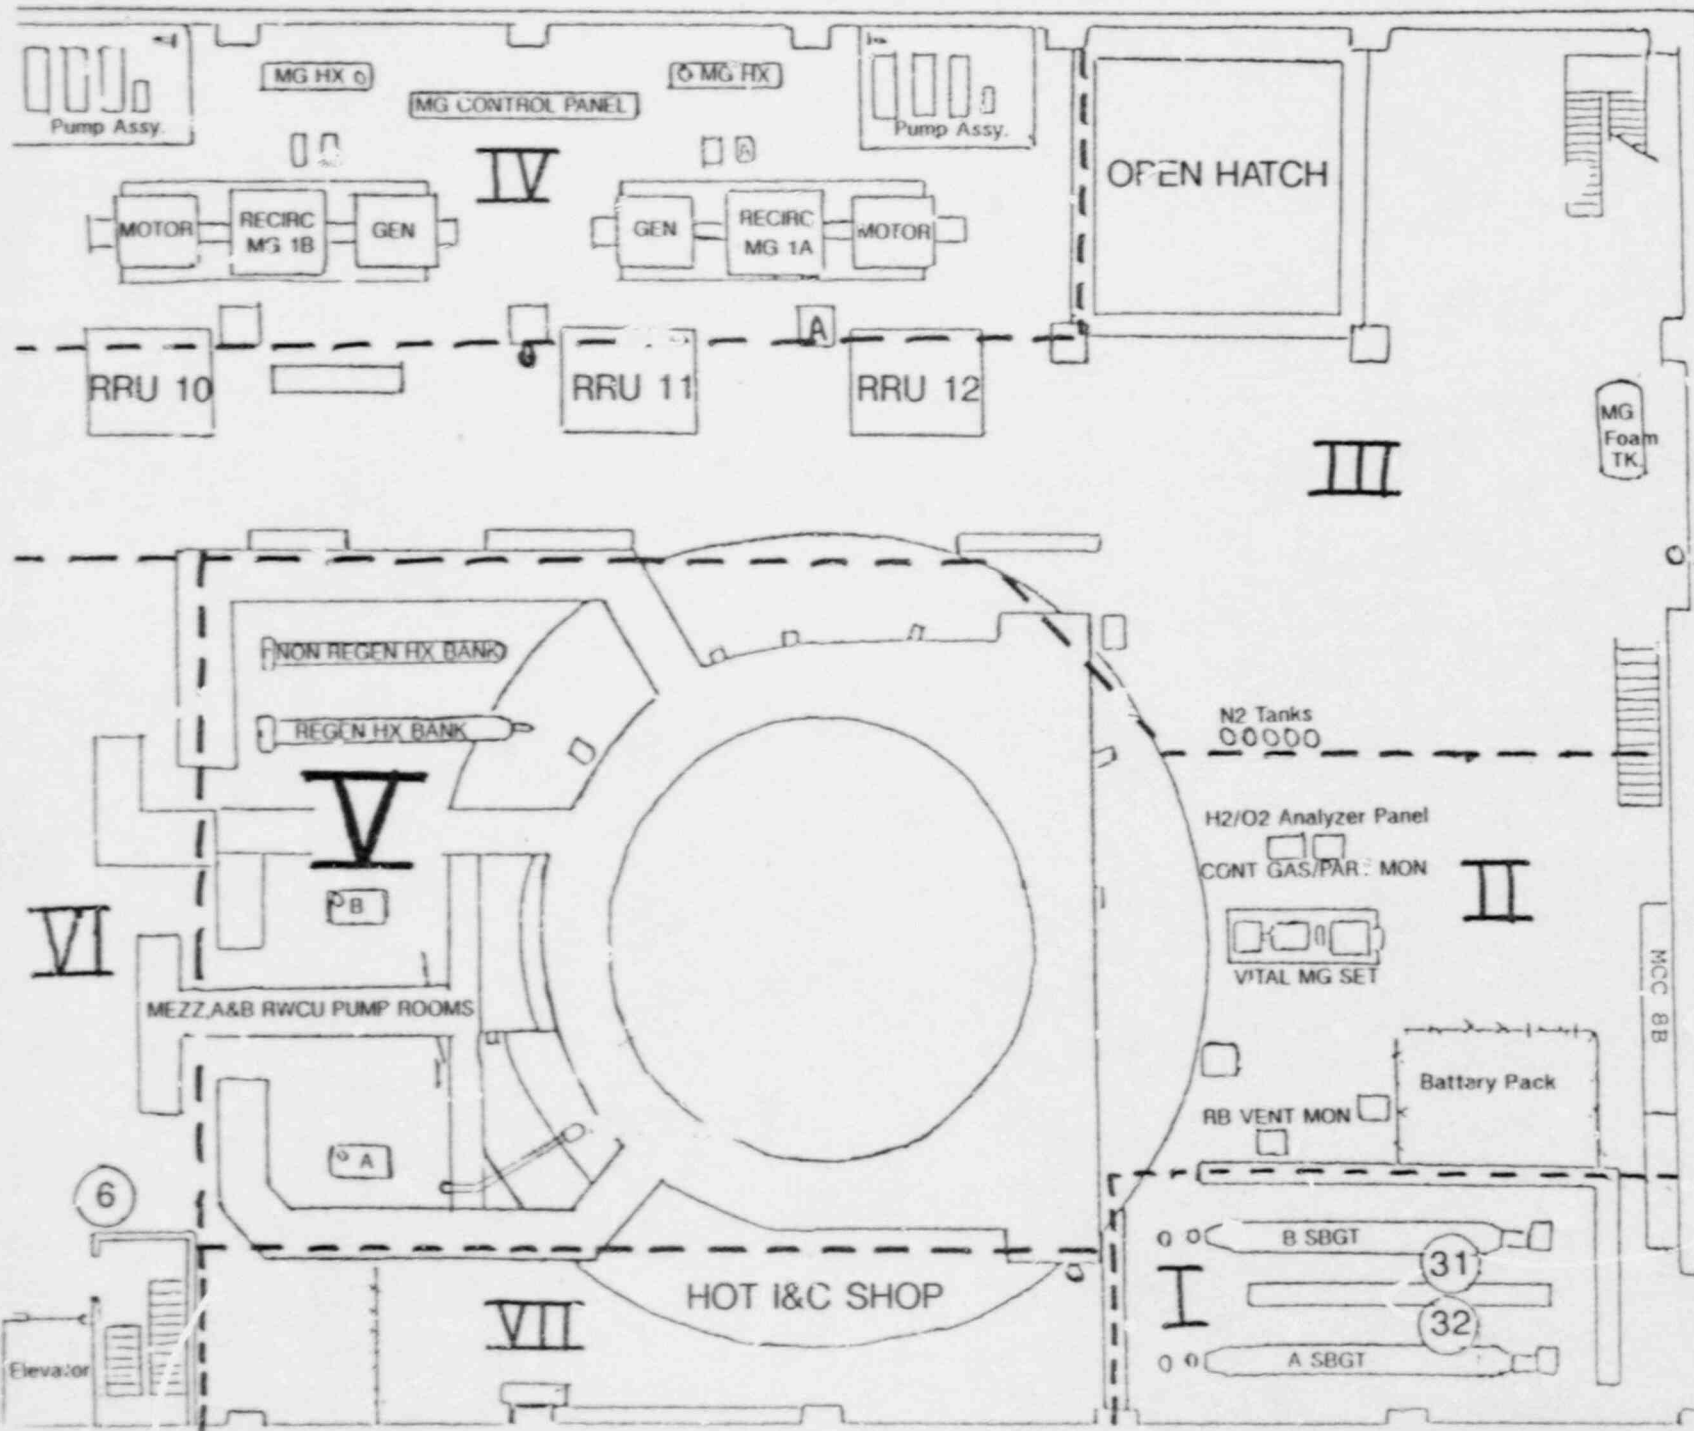 MG HX
MG HX
MG CONTROL PANEL
Pump Assy.
Pump Assy.
IV
OPEN HATCH
MOTOR
RECIRC
MG 1B
GEN
GEN
RECIRC
MG 1A
MOTOR
A
RRU 10
RRU 11
RRU 12
MG
Foam
TK.
III
NON REGEN HX BANK
REGEN HX BANK
N2 Tanks
V
H2/O2 Analyzer Panel
CONT GAS/PAR. MON
II
B
VI
VITAL MG SET
MCC 8B
MEZZ,A&B RWCU PUMP ROOMS
Battery Pack
RB VENT MON
A
6
B SBGT
31
I
HOT I&C SHOP
VII
32
A SBGT
Elevator